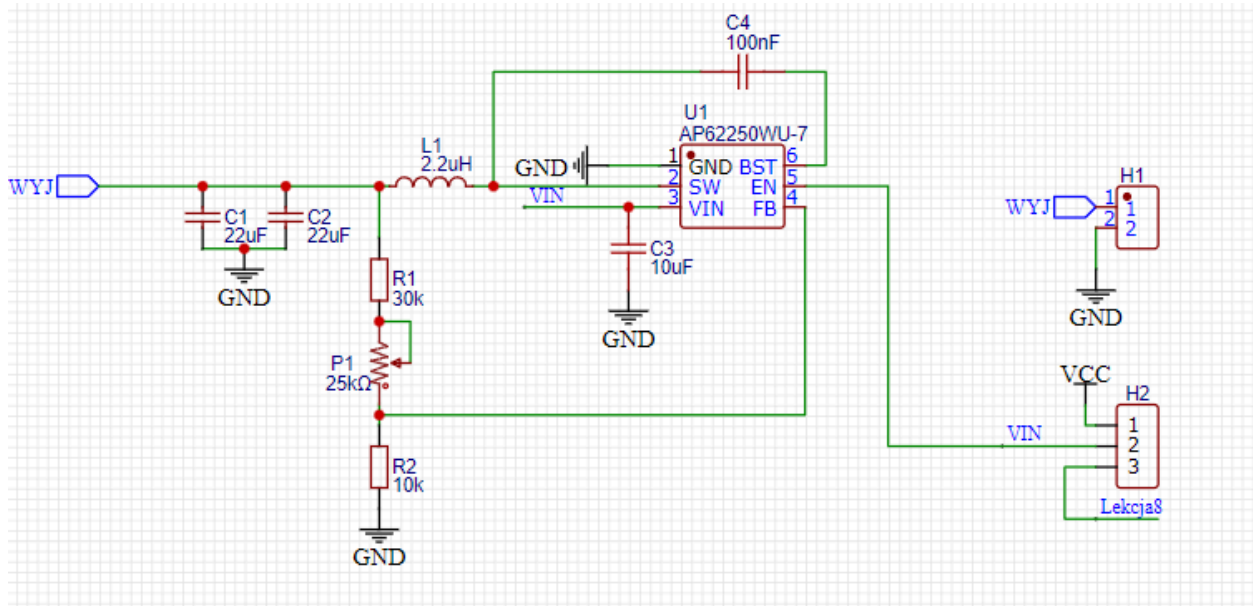 C4
100nF
U1
AP62250WU-7
L1
2.2uH
GND
1 GND BST 6
2 SW EN 5
3 VIN FB 4
WYJ
VIN
C1
22uF
C2
22uF
GND
C3
10uF
GND
R1
30k
P1
25kΩ
R2
10k
GND
H1
WYJ
1 1
2 2
GND
VCC
H2
1
VIN
2
3
Lekcja8